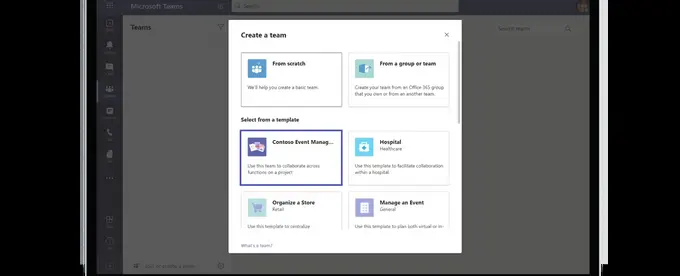 Microsoft Teams
Search
Teams
Search teams
Create a team
From scratch
We'll help you create a basic team.
From a group or team
Create your team from an Office 365 group
that you own or from another team.
Select from a template
Contoso Event Manag...
Use this team to collaborate across
functions on a project
Hospital
Healthcare
Use this template to facilitate collaboration
within a hospital
Organize a Store
Retail
Use this template to centralize
Manage an Event
General
Use this template to plan both virtual or in-
What's a team?
Join or create a team